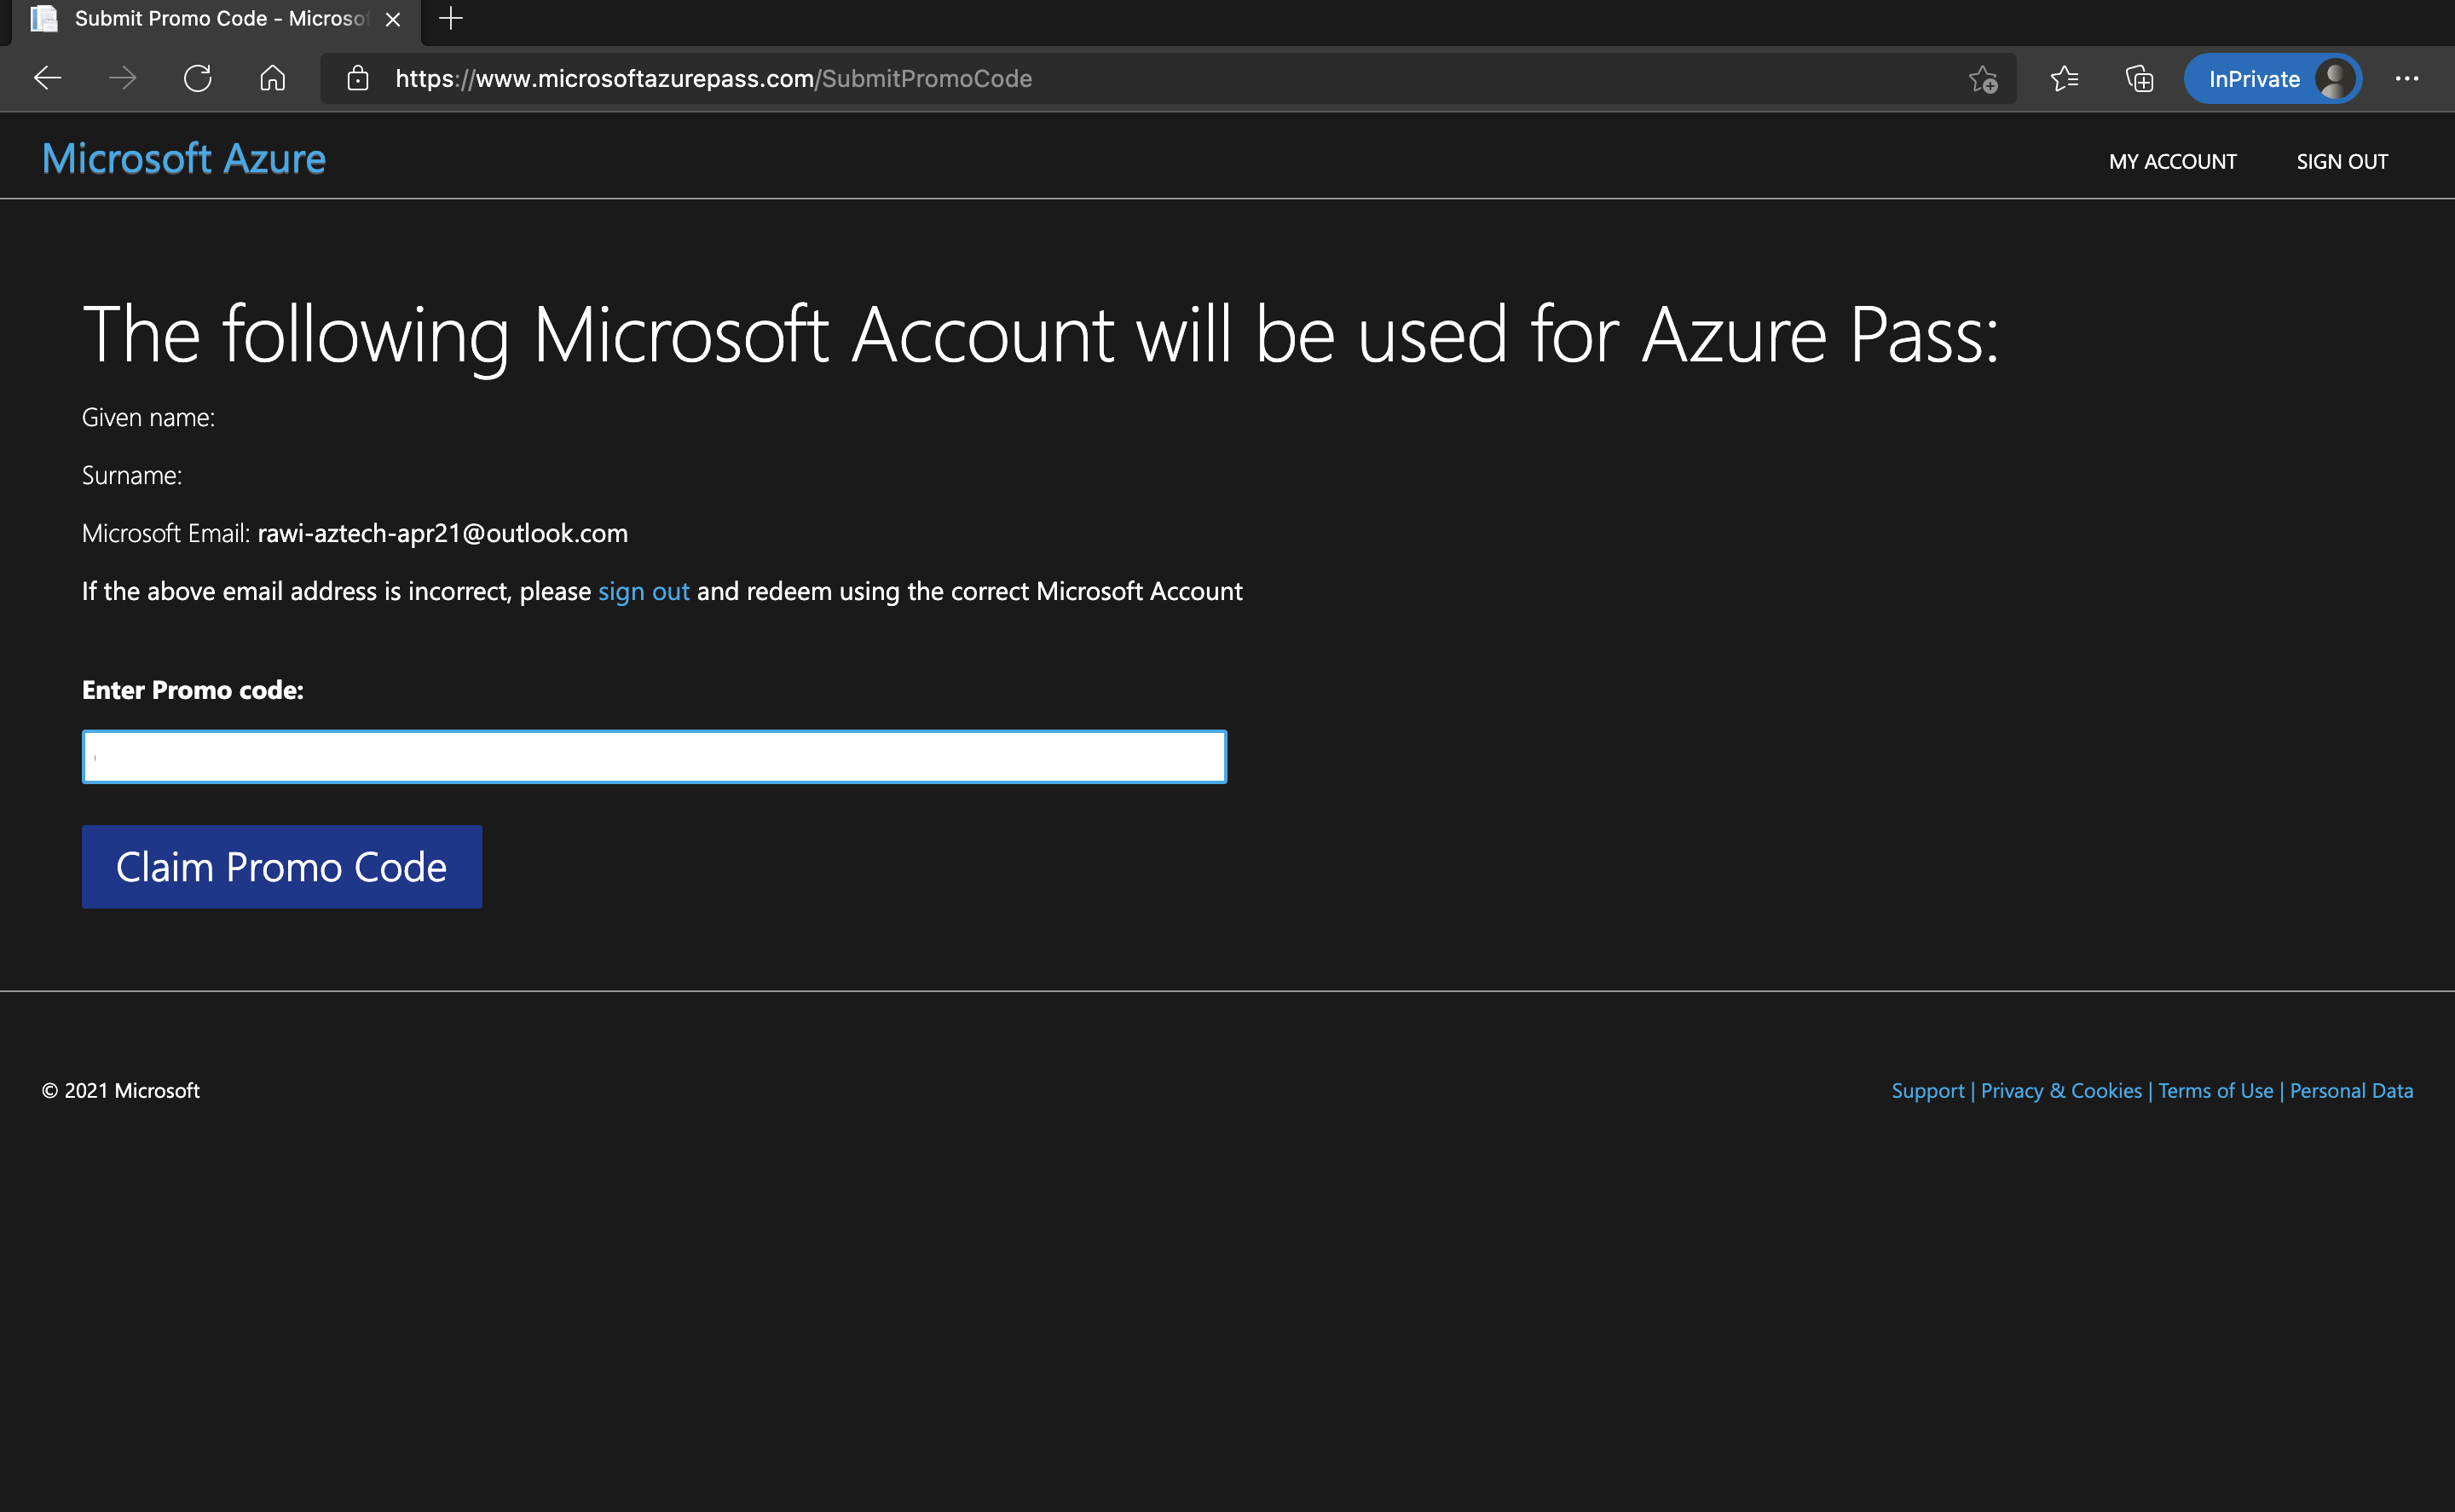 Submit Promo Code - Microsof
https://www.microsoftazurepass.com/SubmitPromoCode
InPrivate
Microsoft Azure
MY ACCOUNT
SIGN OUT
The following Microsoft Account will be used for Azure Pass:
Given name:
Surname:
Microsoft Email: rawi-aztech-apr21@outlook.com
If the above email address is incorrect, please sign out and redeem using the correct Microsoft Account
Enter Promo code:
Claim Promo Code
© 2021 Microsoft
Support | Privacy & Cookies | Terms of Use | Personal Data